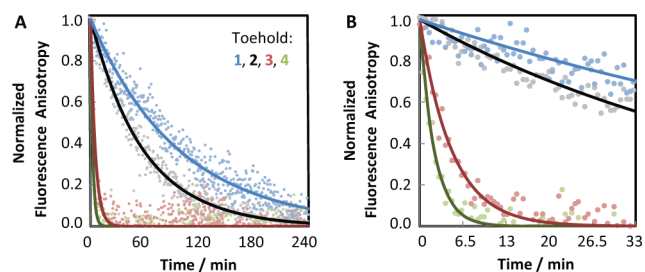 A
Normalized
Fluorescence Anisotropy
1.0
0.8
0.6
0.4
0.2
0.0
Toehold:
1, 2, 3, 4
0 60 120 180 240
Time / min
B
Normalized
Fluorescence Anisotropy
1.0
0.8
0.6
0.4
0.2
0.0
0 6.5 13 20 26.5 33
Time / min